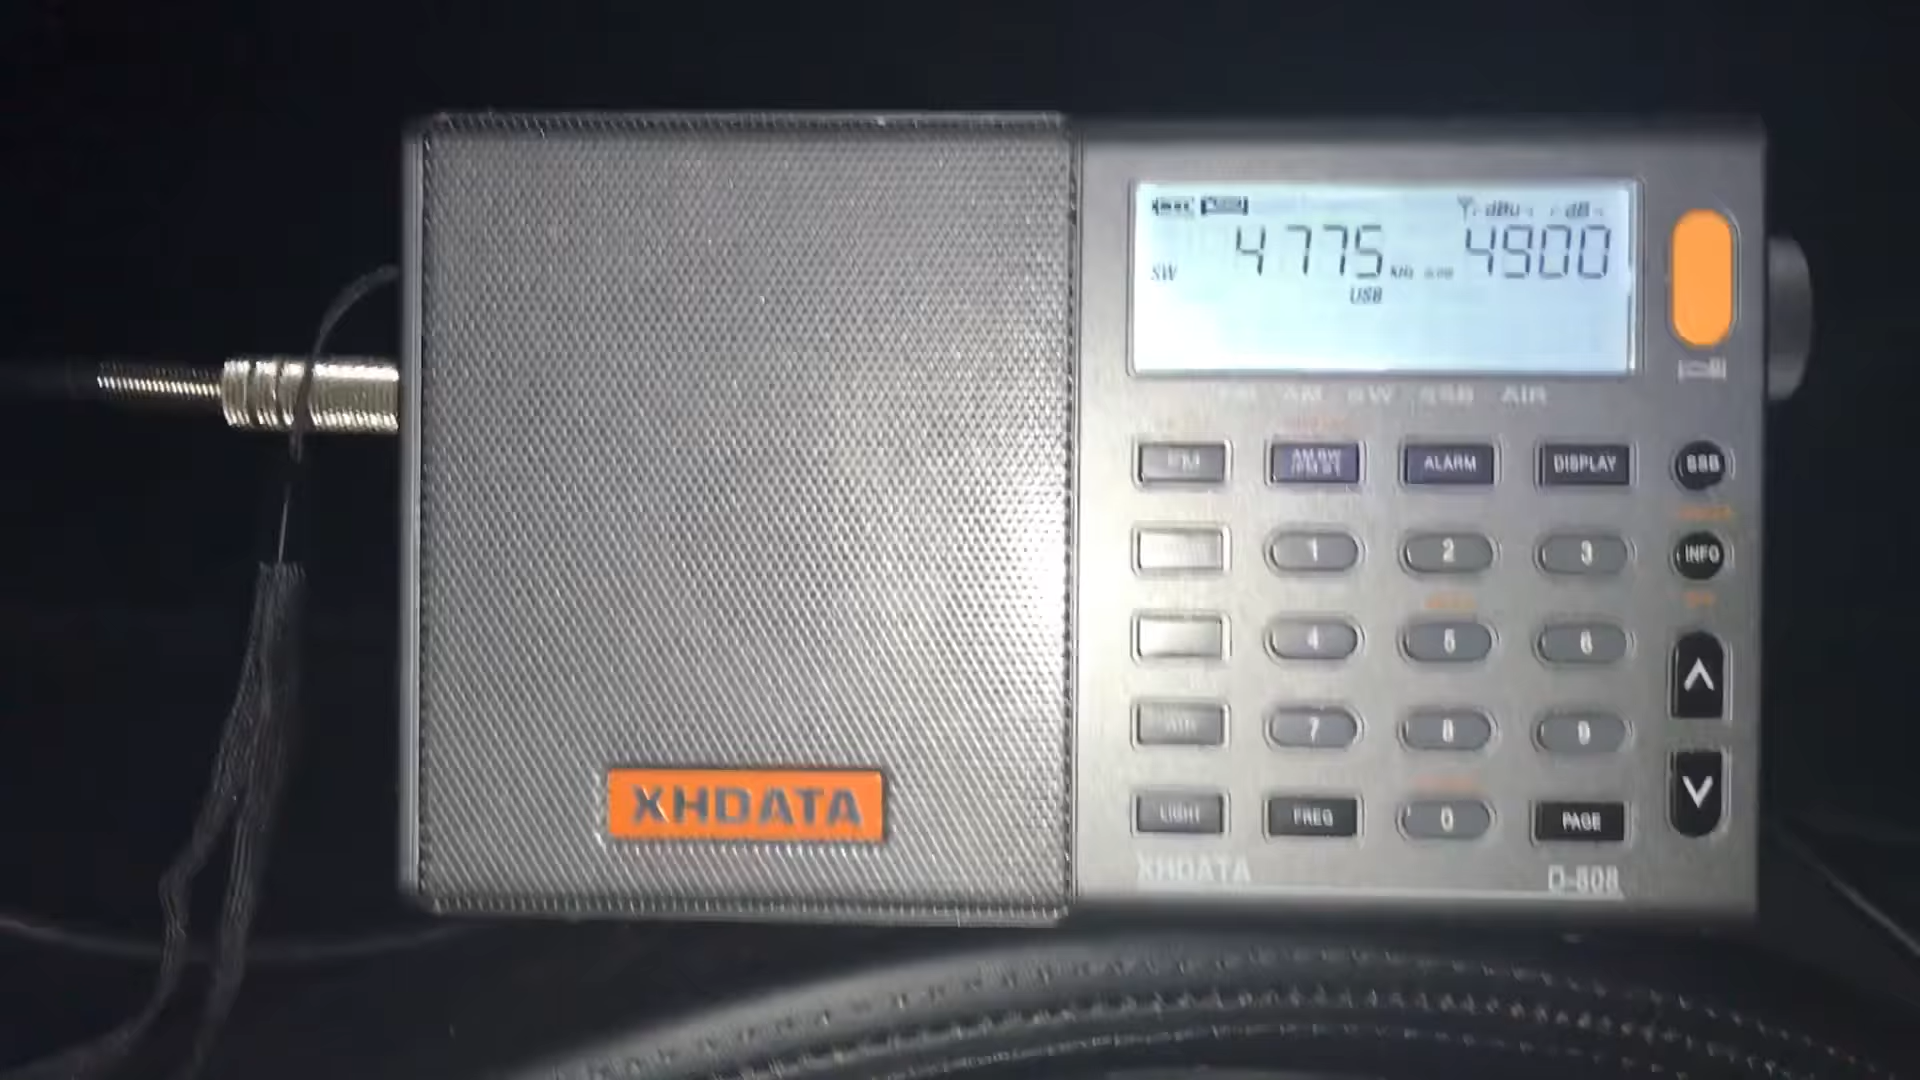 4775 4900
SW
USB
AM SW SSB AIR
FM
ALARM
DISPLAY
SSB
1
2
3
INFO
4
5
6
7
8
9
LIGHT
FREQ
0
PAGE
XHDATA
XHDATA
D-808